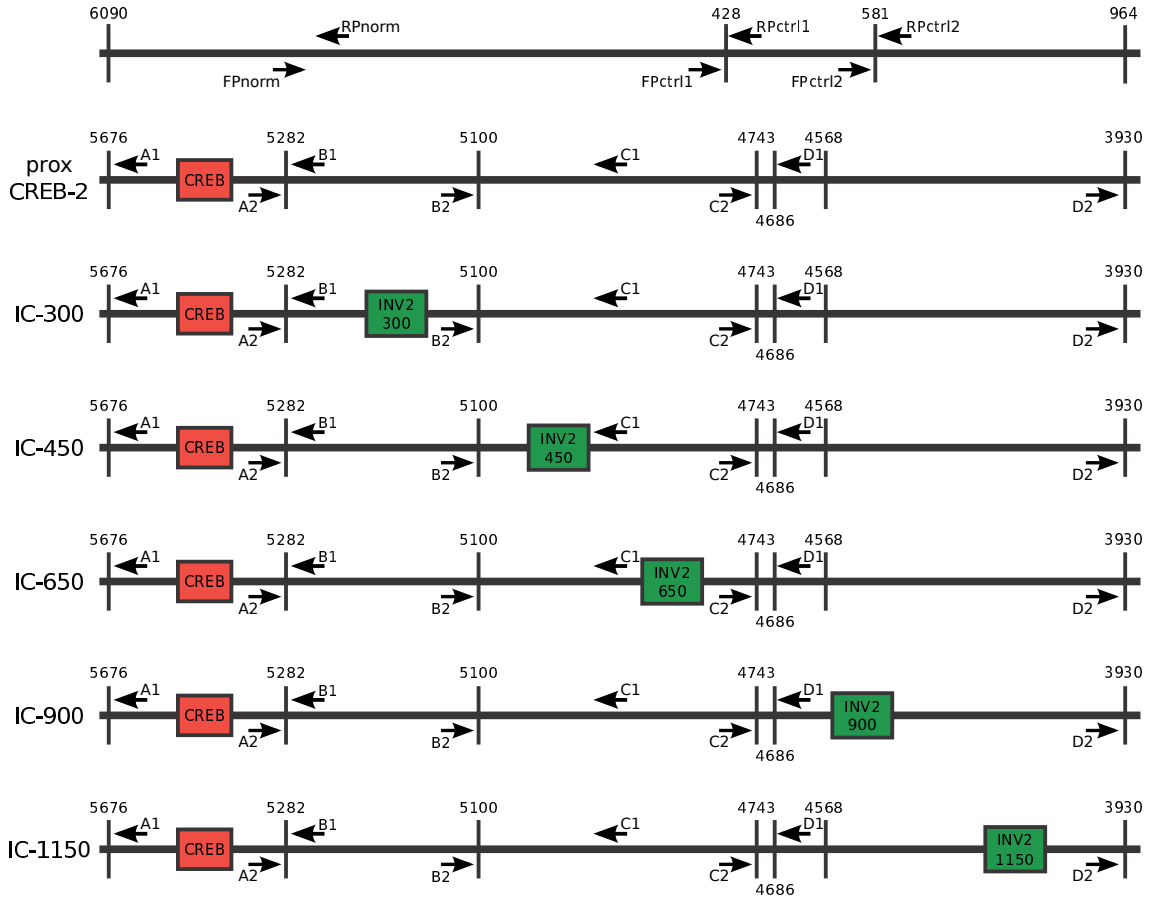 6090 428 581 964
RPnorm RPctrl1 RPctrl2
FPnorm FPctrl1 FPctrl2
5676 5282 5100 4743 4568 3930
A1 B1 C1 D1
prox
CREB-2
CREB
A2 B2 C2 D2
4686
5676 5282 5100 4743 4568 3930
A1 B1 C1 D1
IC-300 CREB INV2
300
A2 B2 C2 D2
4686
5676 5282 5100 4743 4568 3930
A1 B1 C1 D1
IC-450 CREB INV2
450
A2 B2 C2 D2
4686
5676 5282 5100 4743 4568 3930
A1 B1 C1 D1
IC-650 CREB INV2
650
A2 B2 C2 D2
4686
5676 5282 5100 4743 3930
A1 B1 C1 D1
IC-900 CREB INV2
900
A2 B2 C2 D2
4686
5676 5282 5100 4743 4568 3930
A1 B1 C1 D1
IC-1150 CREB INV2
1150
A2 B2 C2 D2
4686